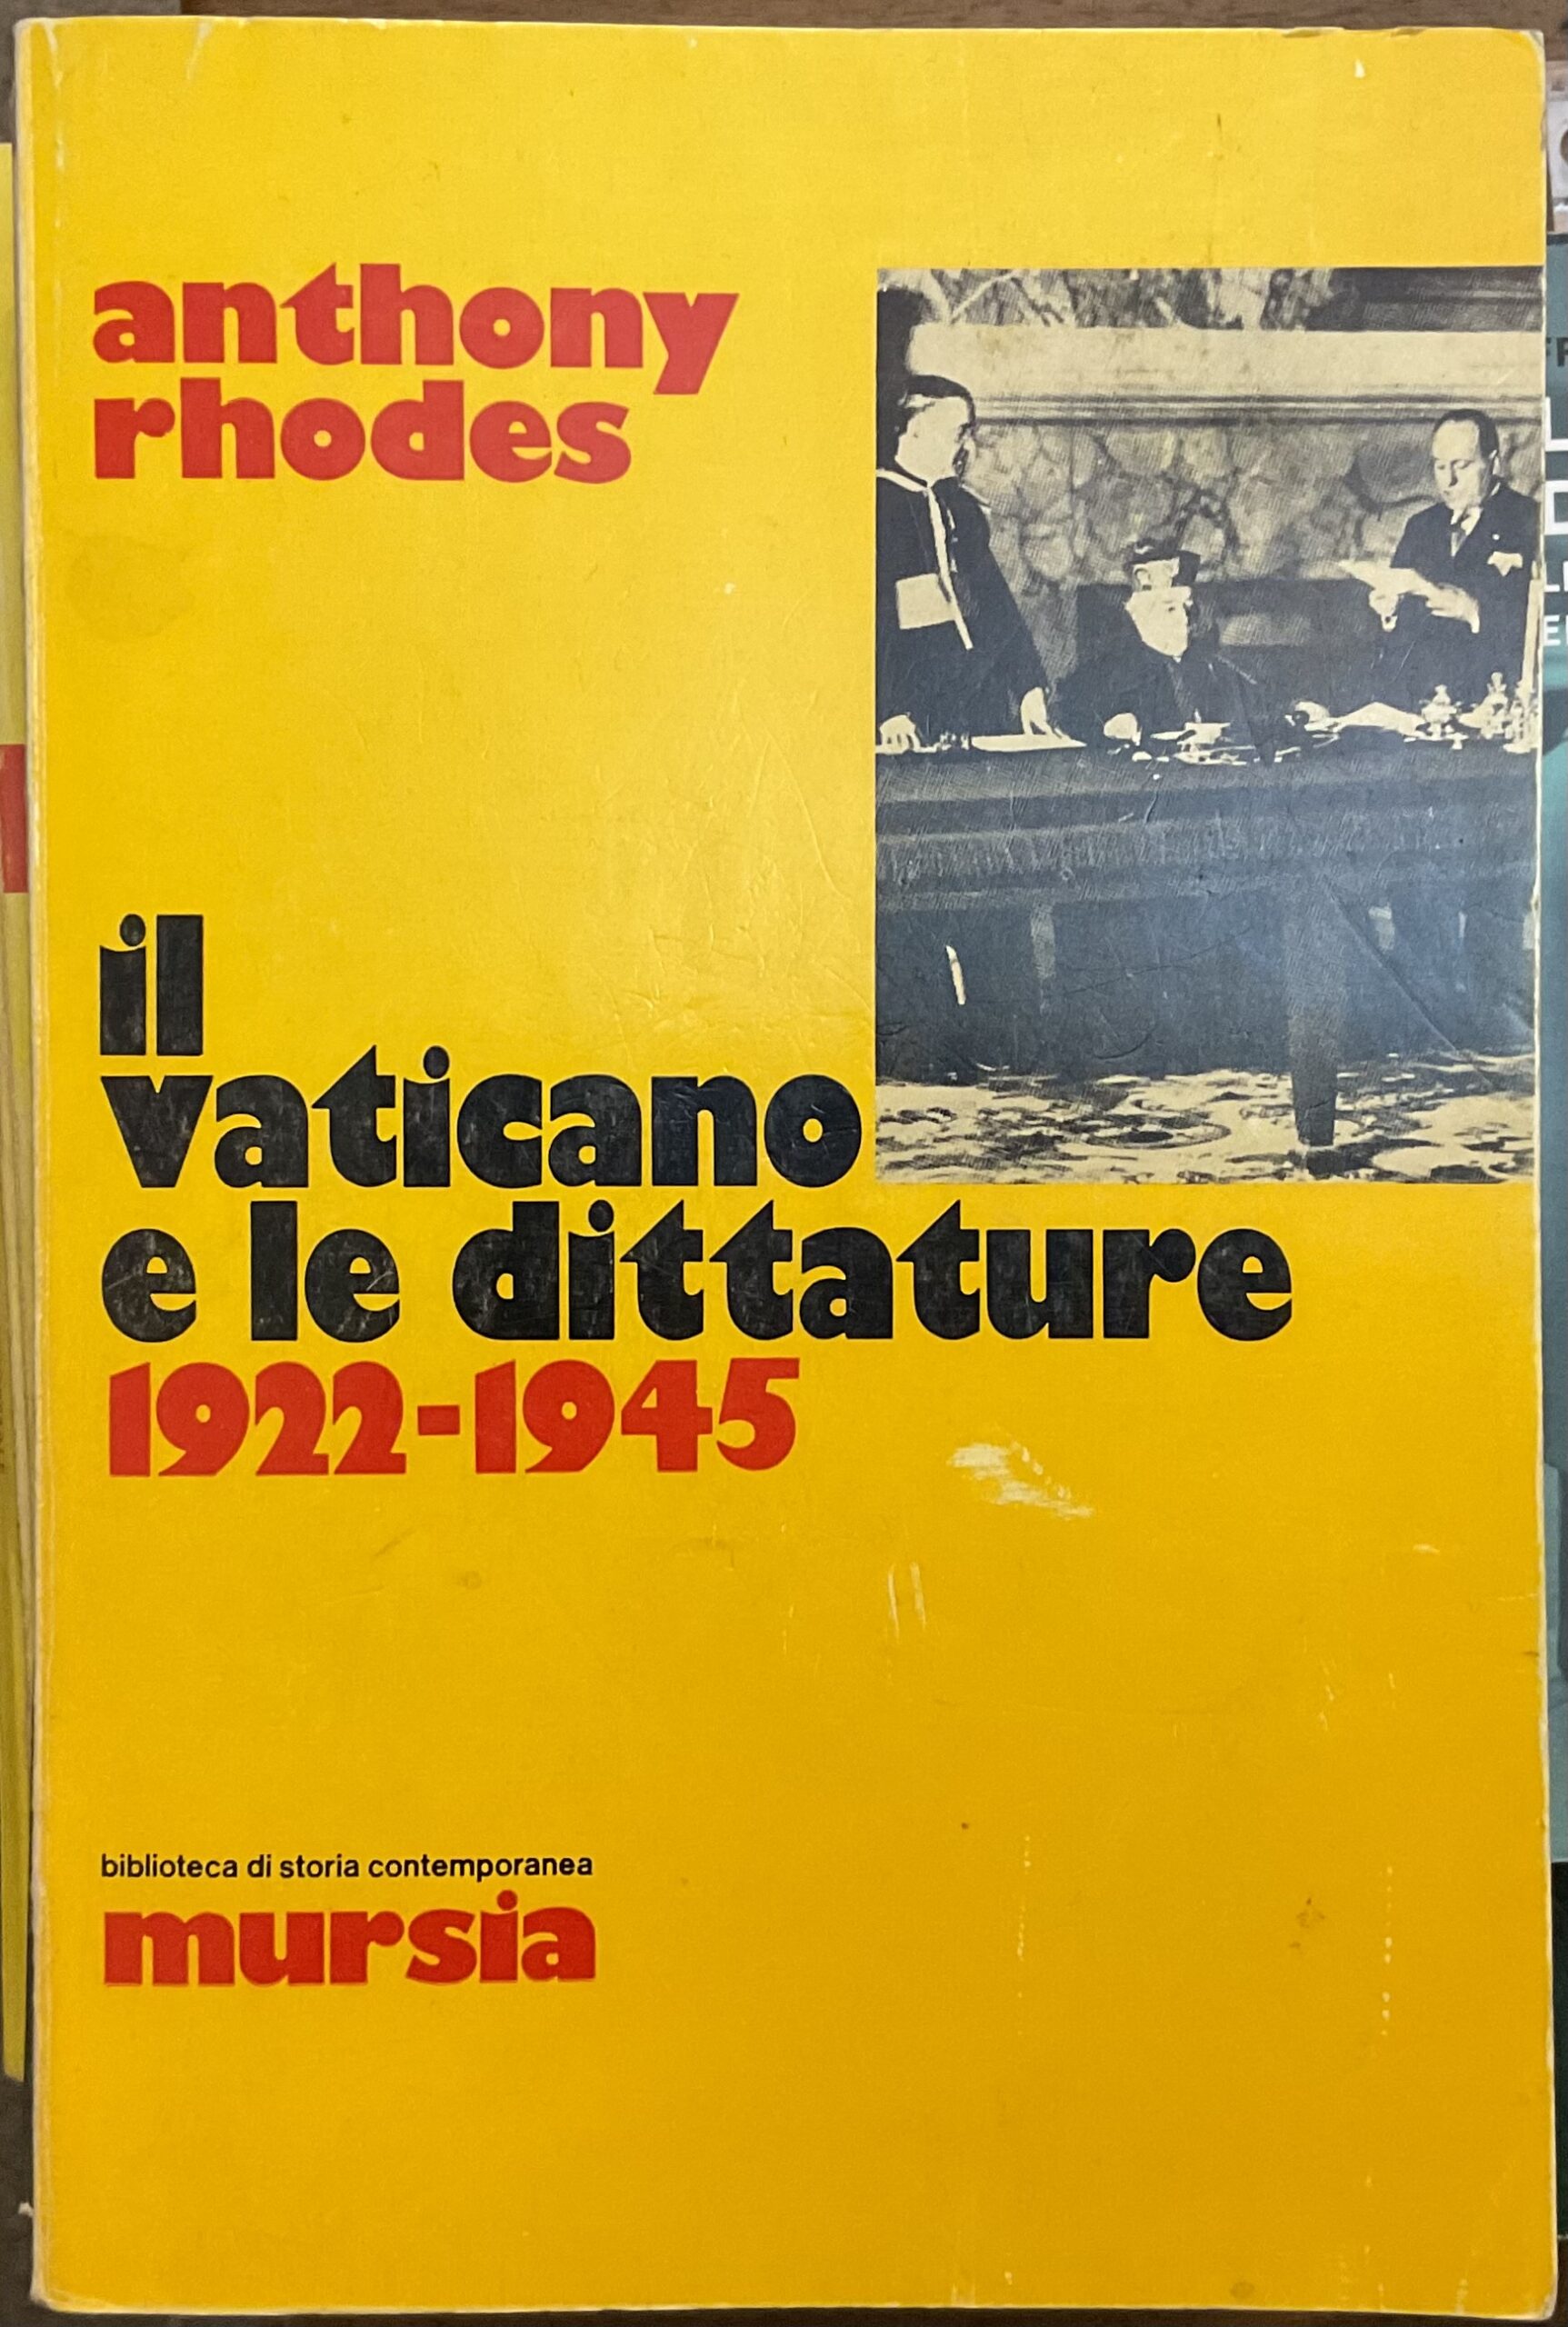 anthony
rhodes
il
vaticano
e le dittature
1922-1945
biblioteca di storia contemporanea
mursia